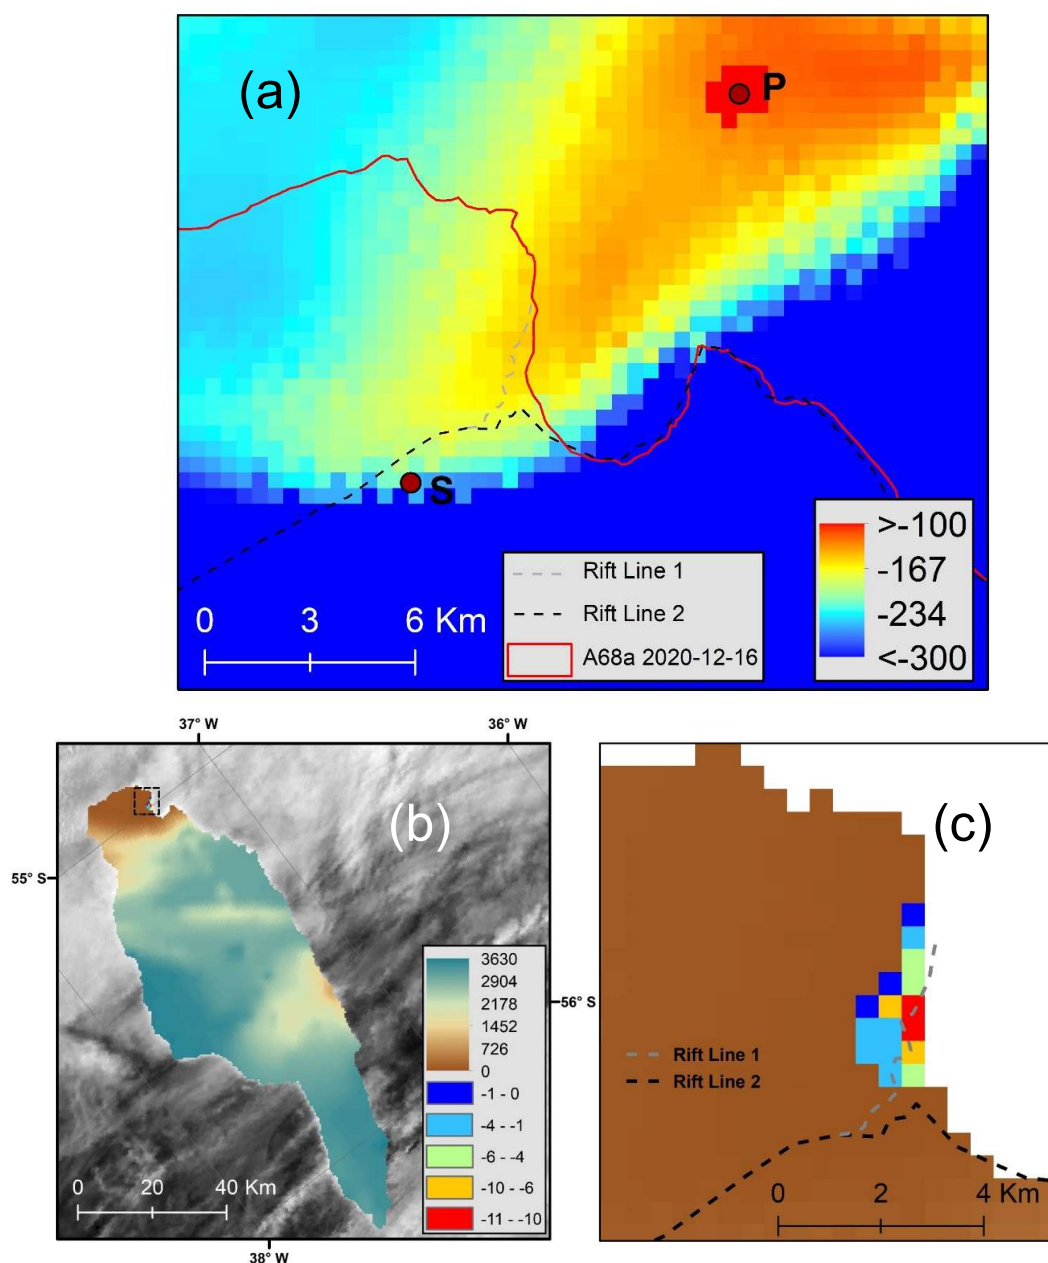 (a)
P
S
0 3 6 Km
Rift Line 1
Rift Line 2
A68a 2020-12-16
>-100
-167
-234
<-300
37° W
36° W
(b)
55° S
3630
2904
2178
1452
726
0
-1 - 0
-4 - -1
-6 - -4
-10 - -6
-11 - -10
0 20 40 Km
38° W
(c)
56° S
Rift Line 1
Rift Line 2
0 2 4 Km